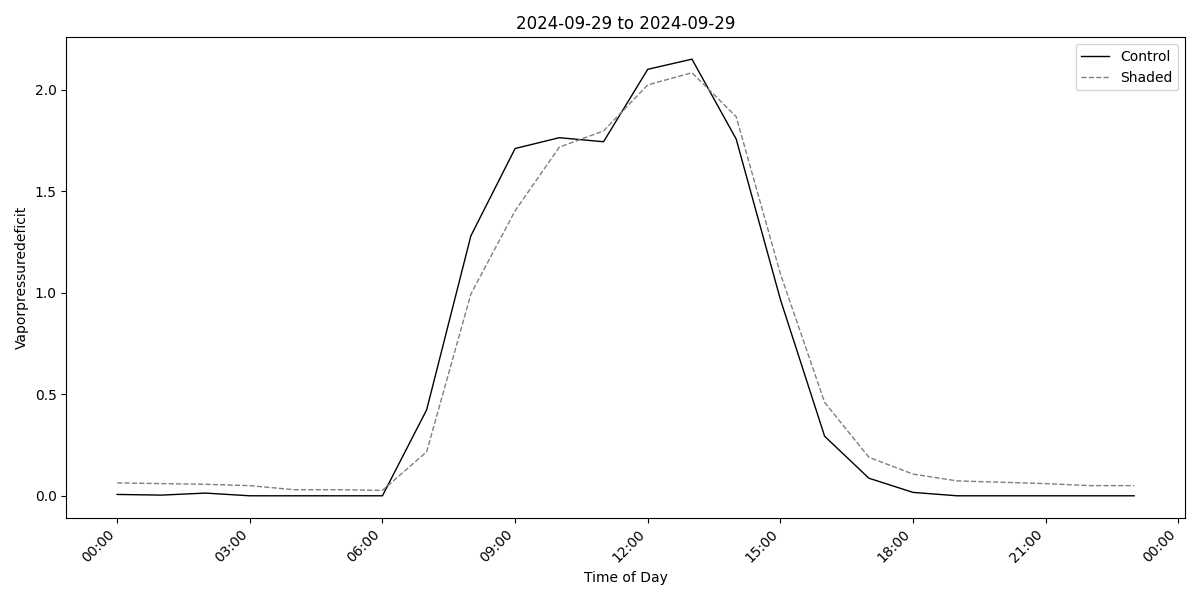 2024-09-29 to 2024-09-29
Control
Shaded
Vaporpressuredeficit
2.0
1.5
1.0
0.5
0.0
00:00
03:00
06:00
09:00
12:00
15:00
18:00
21:00
00:00
Time of Day